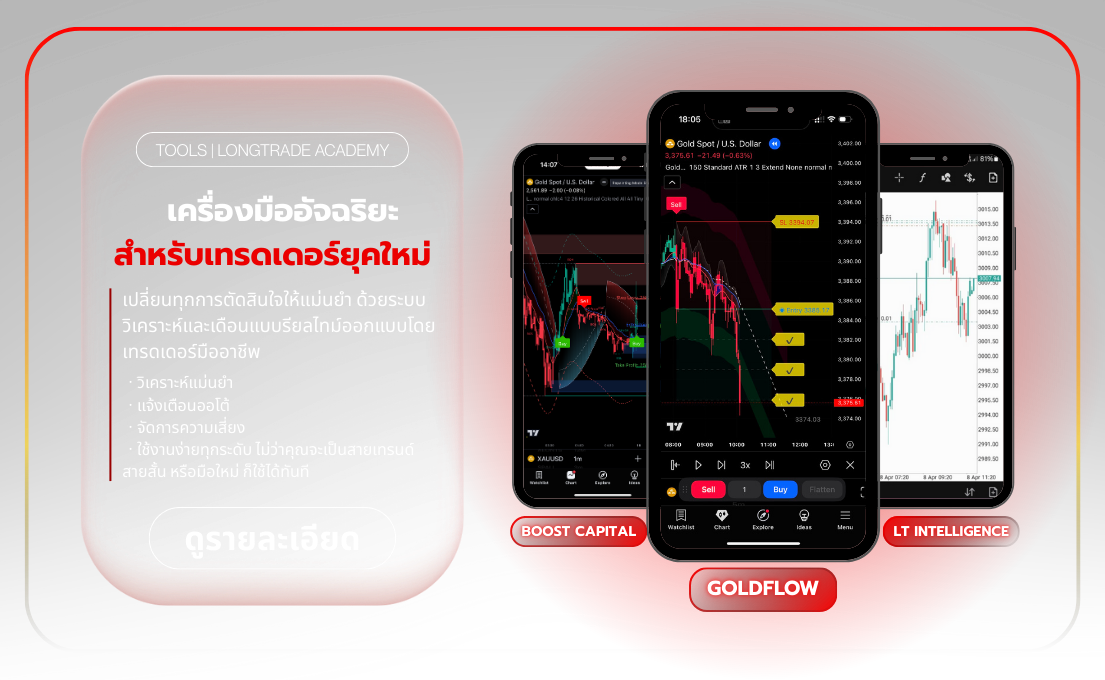 TOOLS | LONGTRADE ACADEMY
เครื่องมืออัจฉริยะ
สำหรับเทรดเดอร์ยุคใหม่
เปลี่ยนทุกการตัดสินใจให้แม่นยำ ด้วยระบบ
วิเคราะห์และเตือนแบบรียลไทม์ออกแบบโดย
เทรดเดอร์มืออาชีพ
· วิเคราะห์แม่นยำ
· แจ้งเตือนออโต้
· จัดการความเสี่ยง
· ใช้งานง่ายทุกระดับ ไม่ว่าคุณจะเป็นสายเทรนด์
สายสั้น หรือมือใหม่ ก็ใช้ได้ทันที
ดูรายละเอียด
14:07
Gold Spot / U.S. Dollar
Sell
Buy
Buy
XAUUSD 1m
Watchlist Chart Explore Ideas
BOOST CAPITAL
18:05
Gold Spot / U.S. Dollar
3,375.61 −21.49 (−0.63%)
Gold... 150 Standard ATR 1 3 Extend None normal n
Sell
SL 3394.07
Entry 3385.17
✓
✓
✓
3374.03
3,402.00
3,400.00
3,398.00
3,396.00
3,394.00
3,392.00
3,390.00
3,388.00
3,386.00
3,384.00
3,382.00
3,380.00
3,378.00
3,376.00
3,375.61
3,374.00
08:00 09:00 10:00 11:00 12:00 13:
3x
Sell 1 Buy Flatten
Watchlist Chart Explore Ideas Menu
GOLDFLOW
81%
3015.00
3013.50
3012.00
3010.50
3009.00
3006.00
3004.50
3003.00
3001.50
3000.00
2998.50
2997.00
2995.50
2994.00
2992.50
2991.00
2989.50
8 Apr 07:20 8 Apr 09:20 8 Apr 11:30
LT INTELLIGENCE